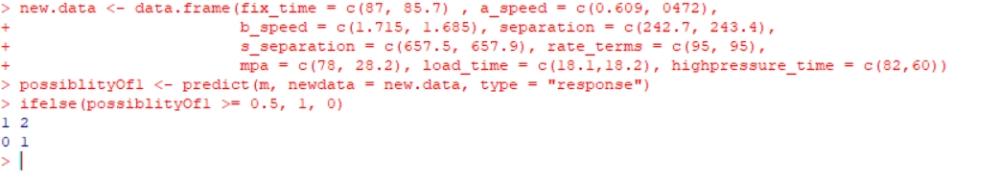 > new.data <- data.frame(fix_time = c(87, 85.7) , a_speed = c(0.609, 0472),
+ b_speed = c(1.715, 1.685), separation = c(242.7, 243.4),
+ s_separation = c(657.5, 657.9), rate_terms = c(95, 95),
+ mpa = c(78, 28.2), load_time = c(18.1,18.2), highpressure_time = c(82,60))
> possiblityOf1 <- predict(m, newdata = new.data, type = "response")
> ifelse(possiblityOf1 >= 0.5, 1, 0)
1 2
0 1
>